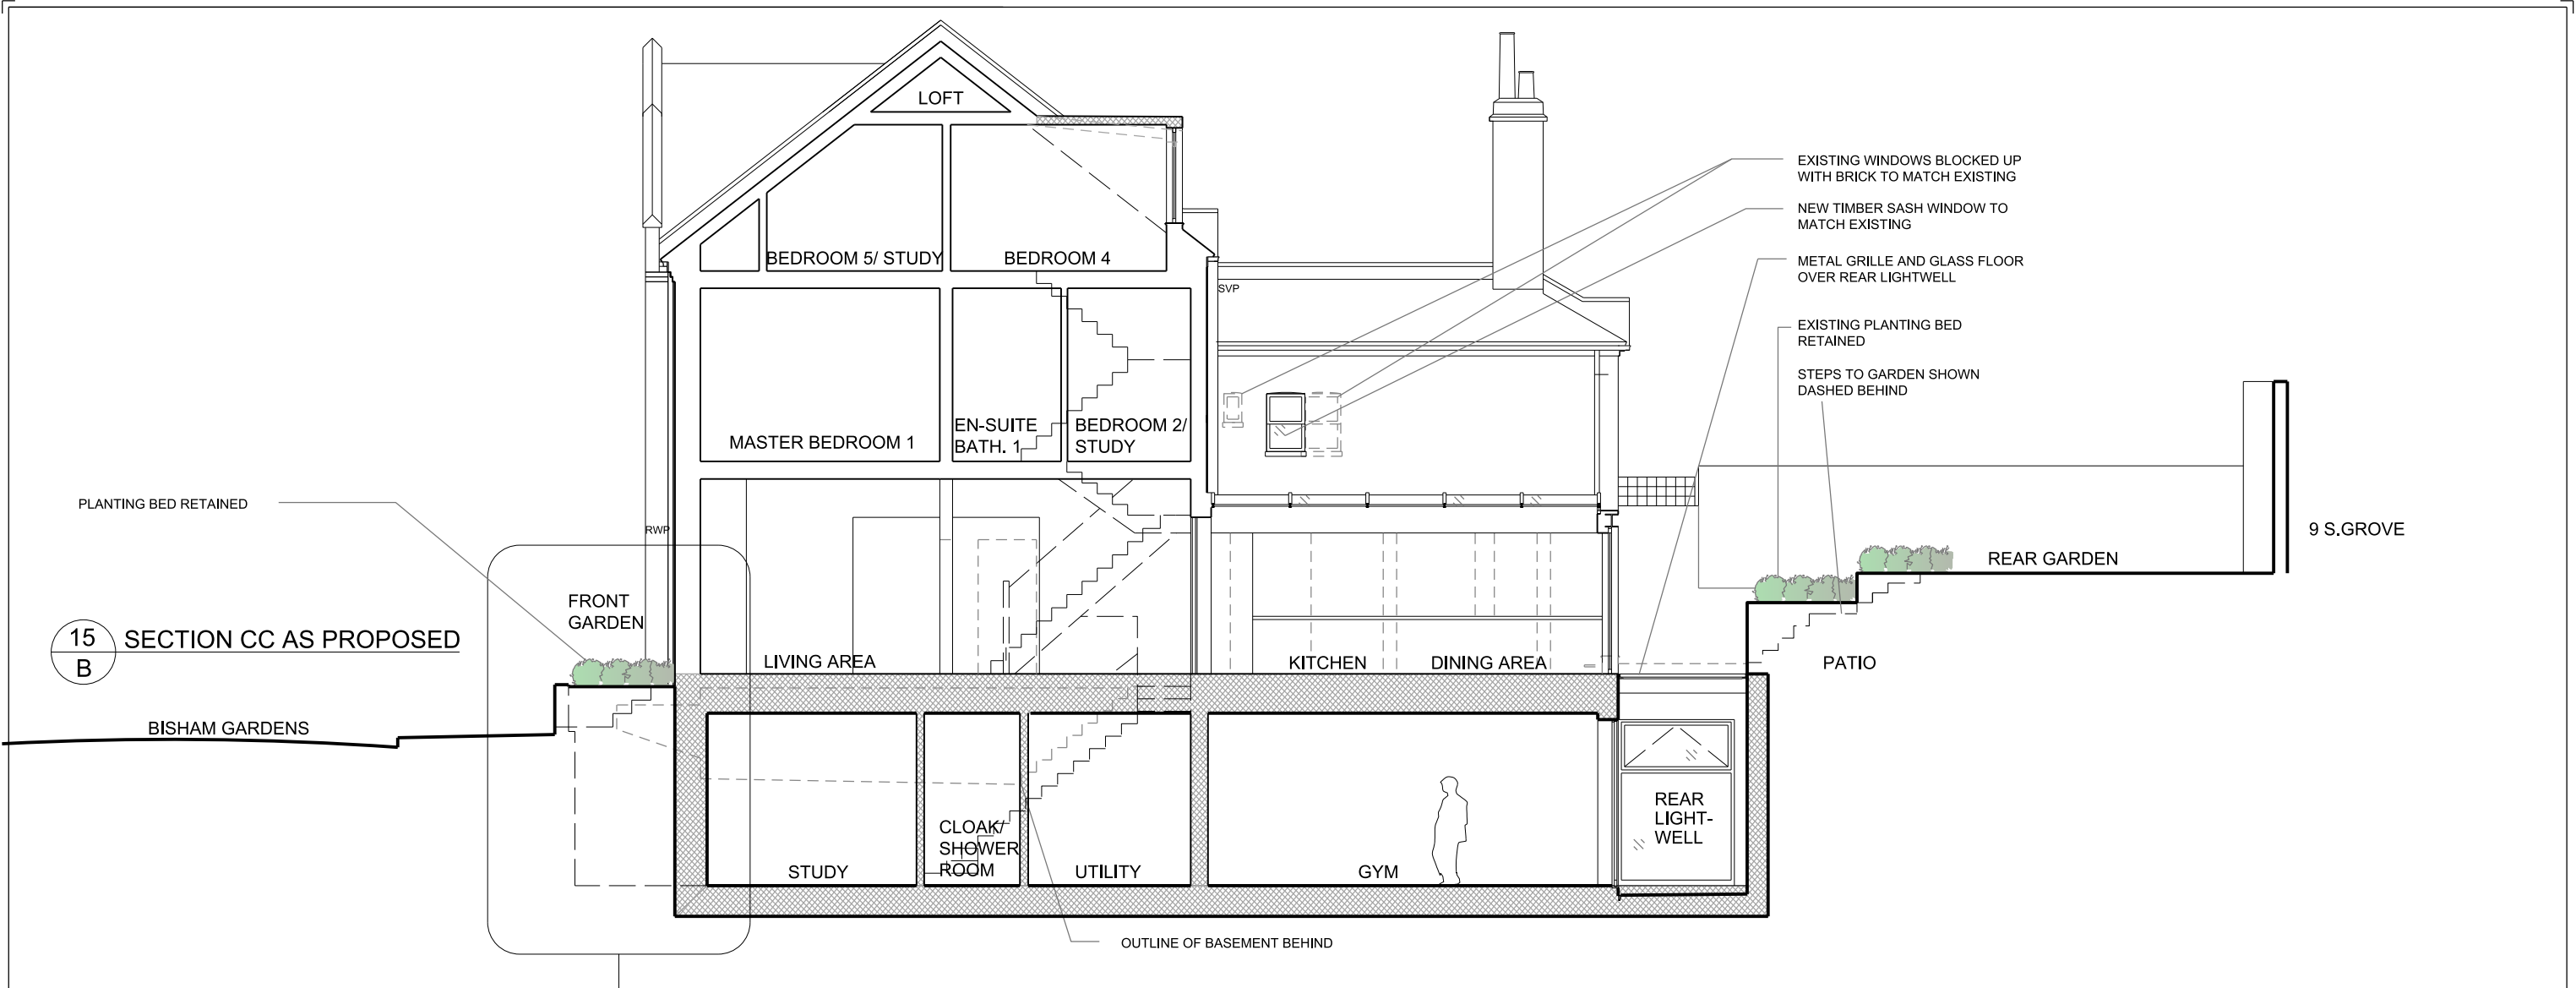 LOFT
EXISTING WINDOWS BLOCKED UP
WITH BRICK TO MATCH EXISTING
NEW TIMBER SASH WINDOW TO
MATCH EXISTING
BEDROOM 5/ STUDY
BEDROOM 4
METAL GRILLE AND GLASS FLOOR
OVER REAR LIGHTWELL
SVP
EXISTING PLANTING BED
RETAINED
STEPS TO GARDEN SHOWN
DASHED BEHIND
MASTER BEDROOM 1
EN-SUITE
BATH. 1
BEDROOM 2/
STUDY
PLANTING BED RETAINED
RWP
9 S.GROVE
REAR GARDEN
FRONT
GARDEN
15
B
SECTION CC AS PROPOSED
LIVING AREA
KITCHEN
DINING AREA
PATIO
BISHAM GARDENS
REAR
LIGHT-
WELL
CLOAK/
SHOWER
ROOM
STUDY
UTILITY
GYM
OUTLINE OF BASEMENT BEHIND